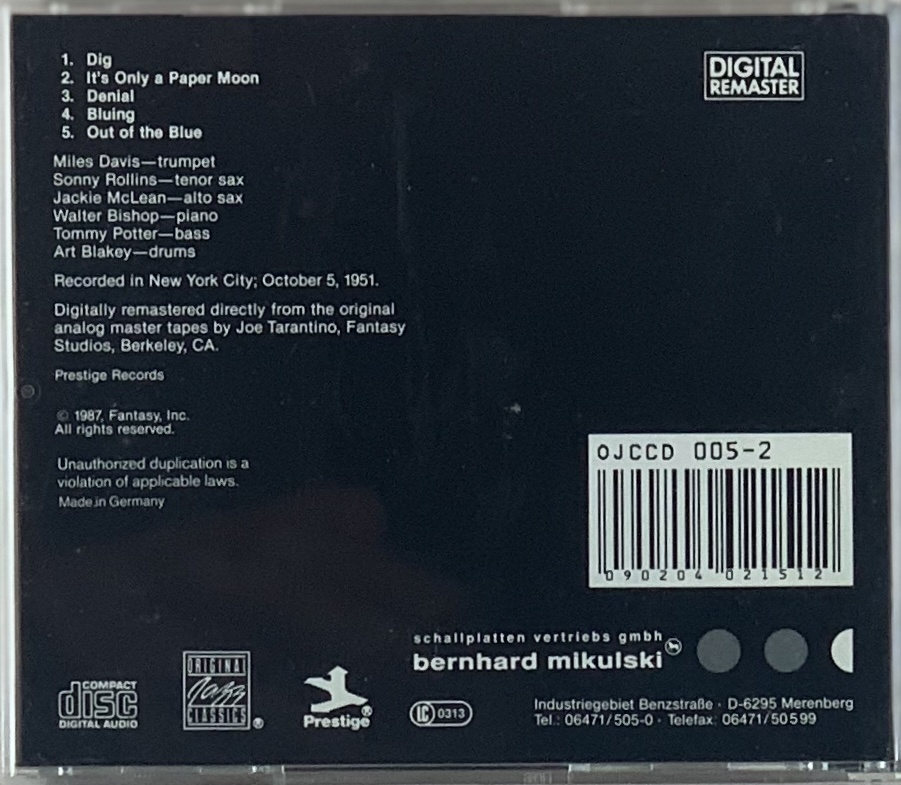 1. Dig
2. It's Only a Paper Moon
3. Denial
4. Bluing
5. Out of the Blue
DIGITAL
REMASTER
Miles Davis—trumpet
Sonny Rollins—tenor sax
Jackie McLean—alto sax
Walter Bishop—piano
Tommy Potter—bass
Art Blakey—drums
Recorded in New York City; October 5, 1951.
Digitally remastered directly from the original
analog master tapes by Joe Tarantino, Fantasy
Studios, Berkeley, CA.
Prestige Records
© 1987, Fantasy, Inc.
All rights reserved.
Unauthorized duplication is a
violation of applicable laws.
Made in Germany
OJCCD 005-2
090204 021512
schallplatten vertriebs gmbh
bernhard mikulski
COMPACT
disc
DIGITAL AUDIO
ORIGINAL
Jazz
CLASSICS ®
Prestige®
LC 0313
Industriegebiet Benzstraße · D-6295 Merenberg
Tel.: 06471/505-0 · Telefax: 06471/50599